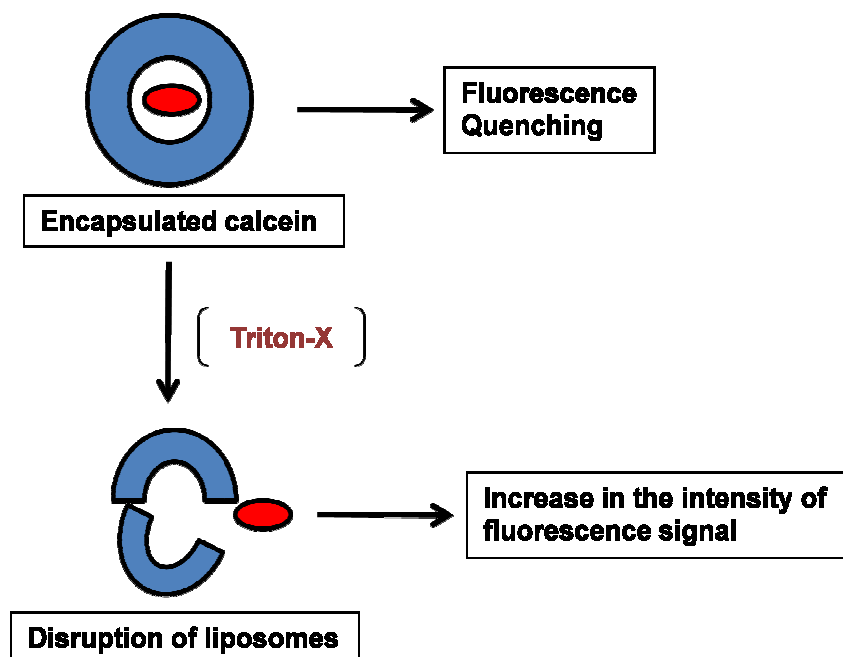 Fluorescence
Quenching
Encapsulated calcein
Triton-X
Increase in the intensity of
fluorescence signal
Disruption of liposomes